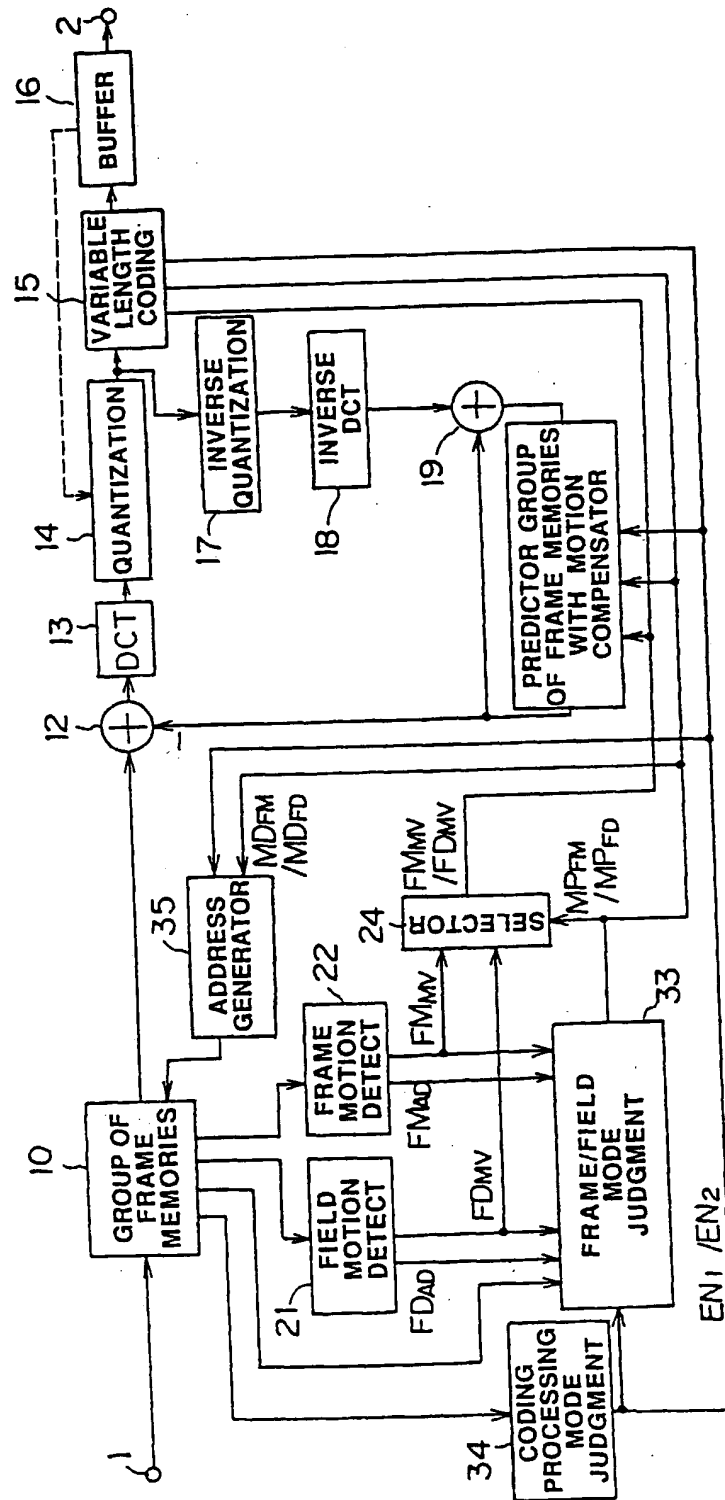 1
10
GROUP OF
FRAME
MEMORIES
35
ADDRESS
GENERATOR
MDFM
/MDFD
12
−
13
DCT
14
QUANTIZATION
15
VARIABLE
LENGTH
CODING
16
BUFFER
2
17
INVERSE
QUANTIZATION
18
INVERSE
DCT
19
PREDICTOR GROUP
OF FRAME MEMORIES
WITH MOTION
COMPENSATOR
21
FIELD
MOTION
DETECT
22
FRAME
MOTION
DETECT
FDAD
FDMV
FMAD
FMMV
24
SELECTOR
FMMV
/FDMV
MPFM
/MPFD
33
FRAME/FIELD
MODE
JUDGMENT
34
CODING
PROCESSING
MODE
JUDGMENT
EN1 /EN2